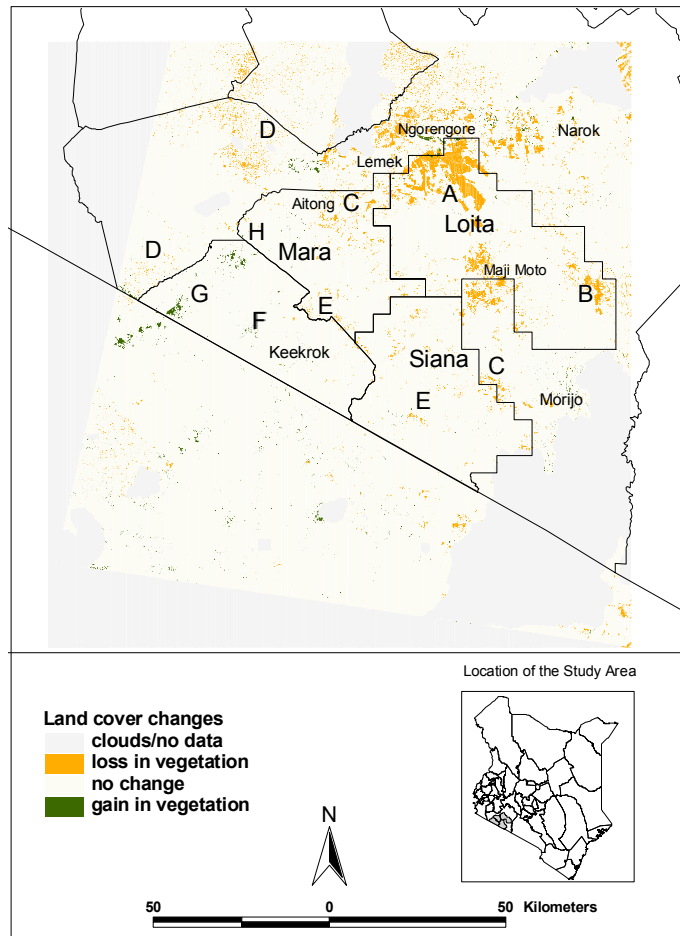 D
Ngorengore
Narok
Lemek
A
Aitong
C
Loita
H
Mara
D
Maji Moto
G
B
E
F
Keekrok
Siana
C
E
Morijo
Location of the Study Area
Land cover changes
clouds/no data
loss in vegetation
no change
gain in vegetation
N
50 0 50 Kilometers